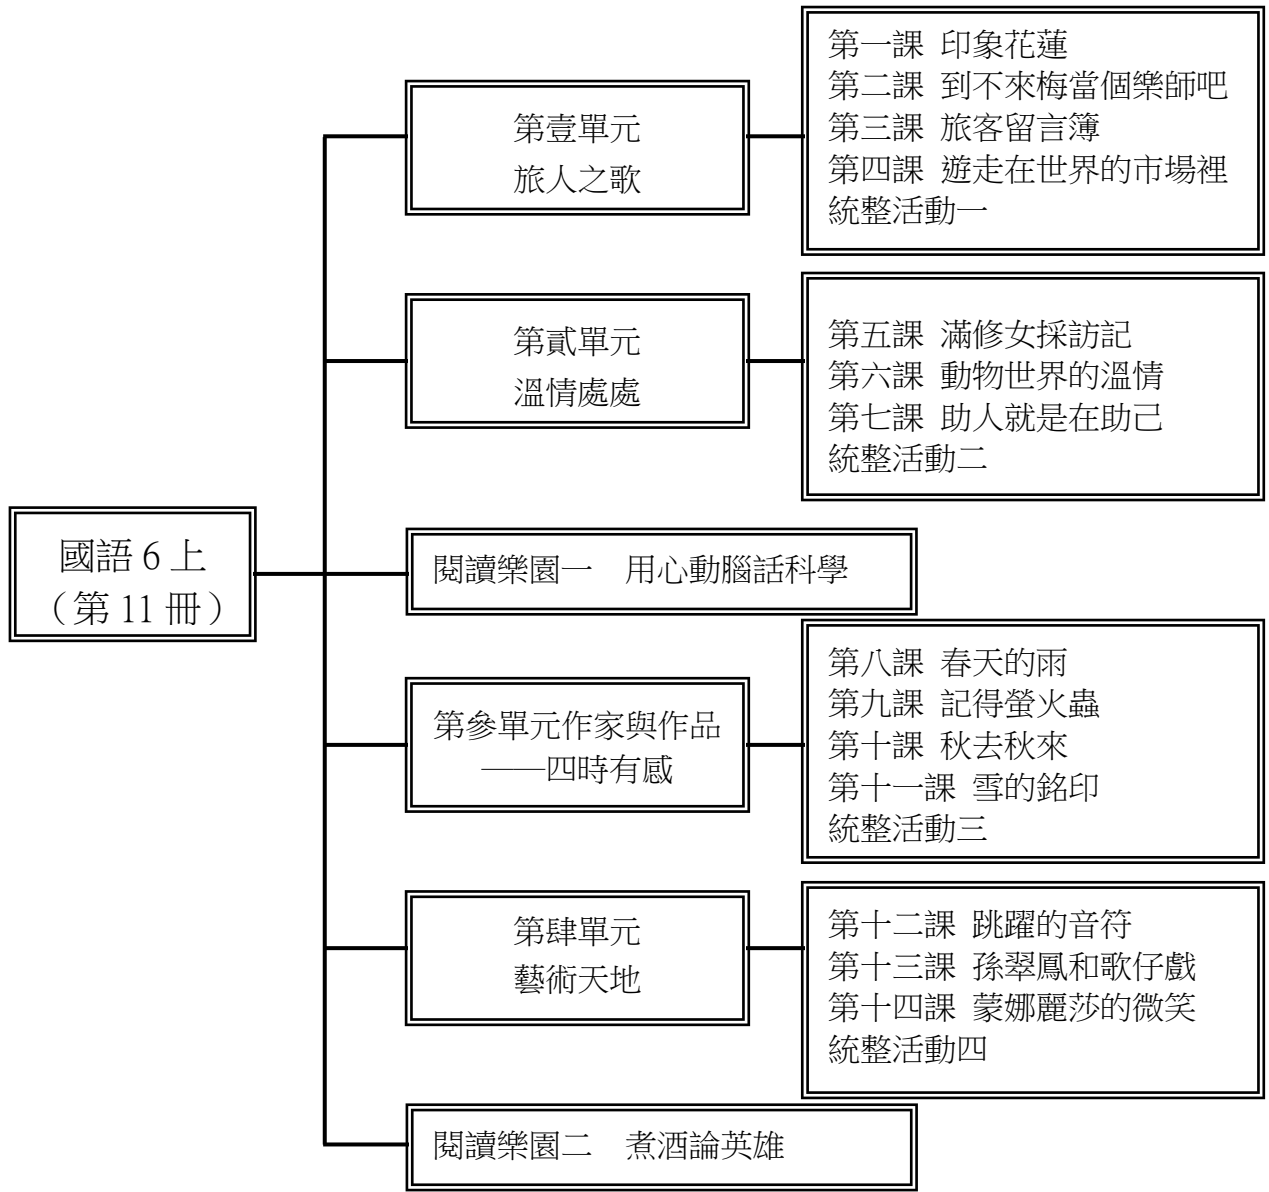 國語 6 上
（第 11 冊）
第壹單元
旅人之歌
第一課 印象花蓮
第二課 到不來梅當個樂師吧
第三課 旅客留言簿
第四課 遊走在世界的市場裡
統整活動一
第貳單元
溫情處處
第五課 滿修女採訪記
第六課 動物世界的溫情
第七課 助人就是在助己
統整活動二
閱讀樂園一　用心動腦話科學
第參單元作家與作品
——四時有感
第八課 春天的雨
第九課 記得螢火蟲
第十課 秋去秋來
第十一課 雪的銘印
統整活動三
第肆單元
藝術天地
第十二課 跳躍的音符
第十三課 孫翠鳳和歌仔戲
第十四課 蒙娜麗莎的微笑
統整活動四
閱讀樂園二　煮酒論英雄